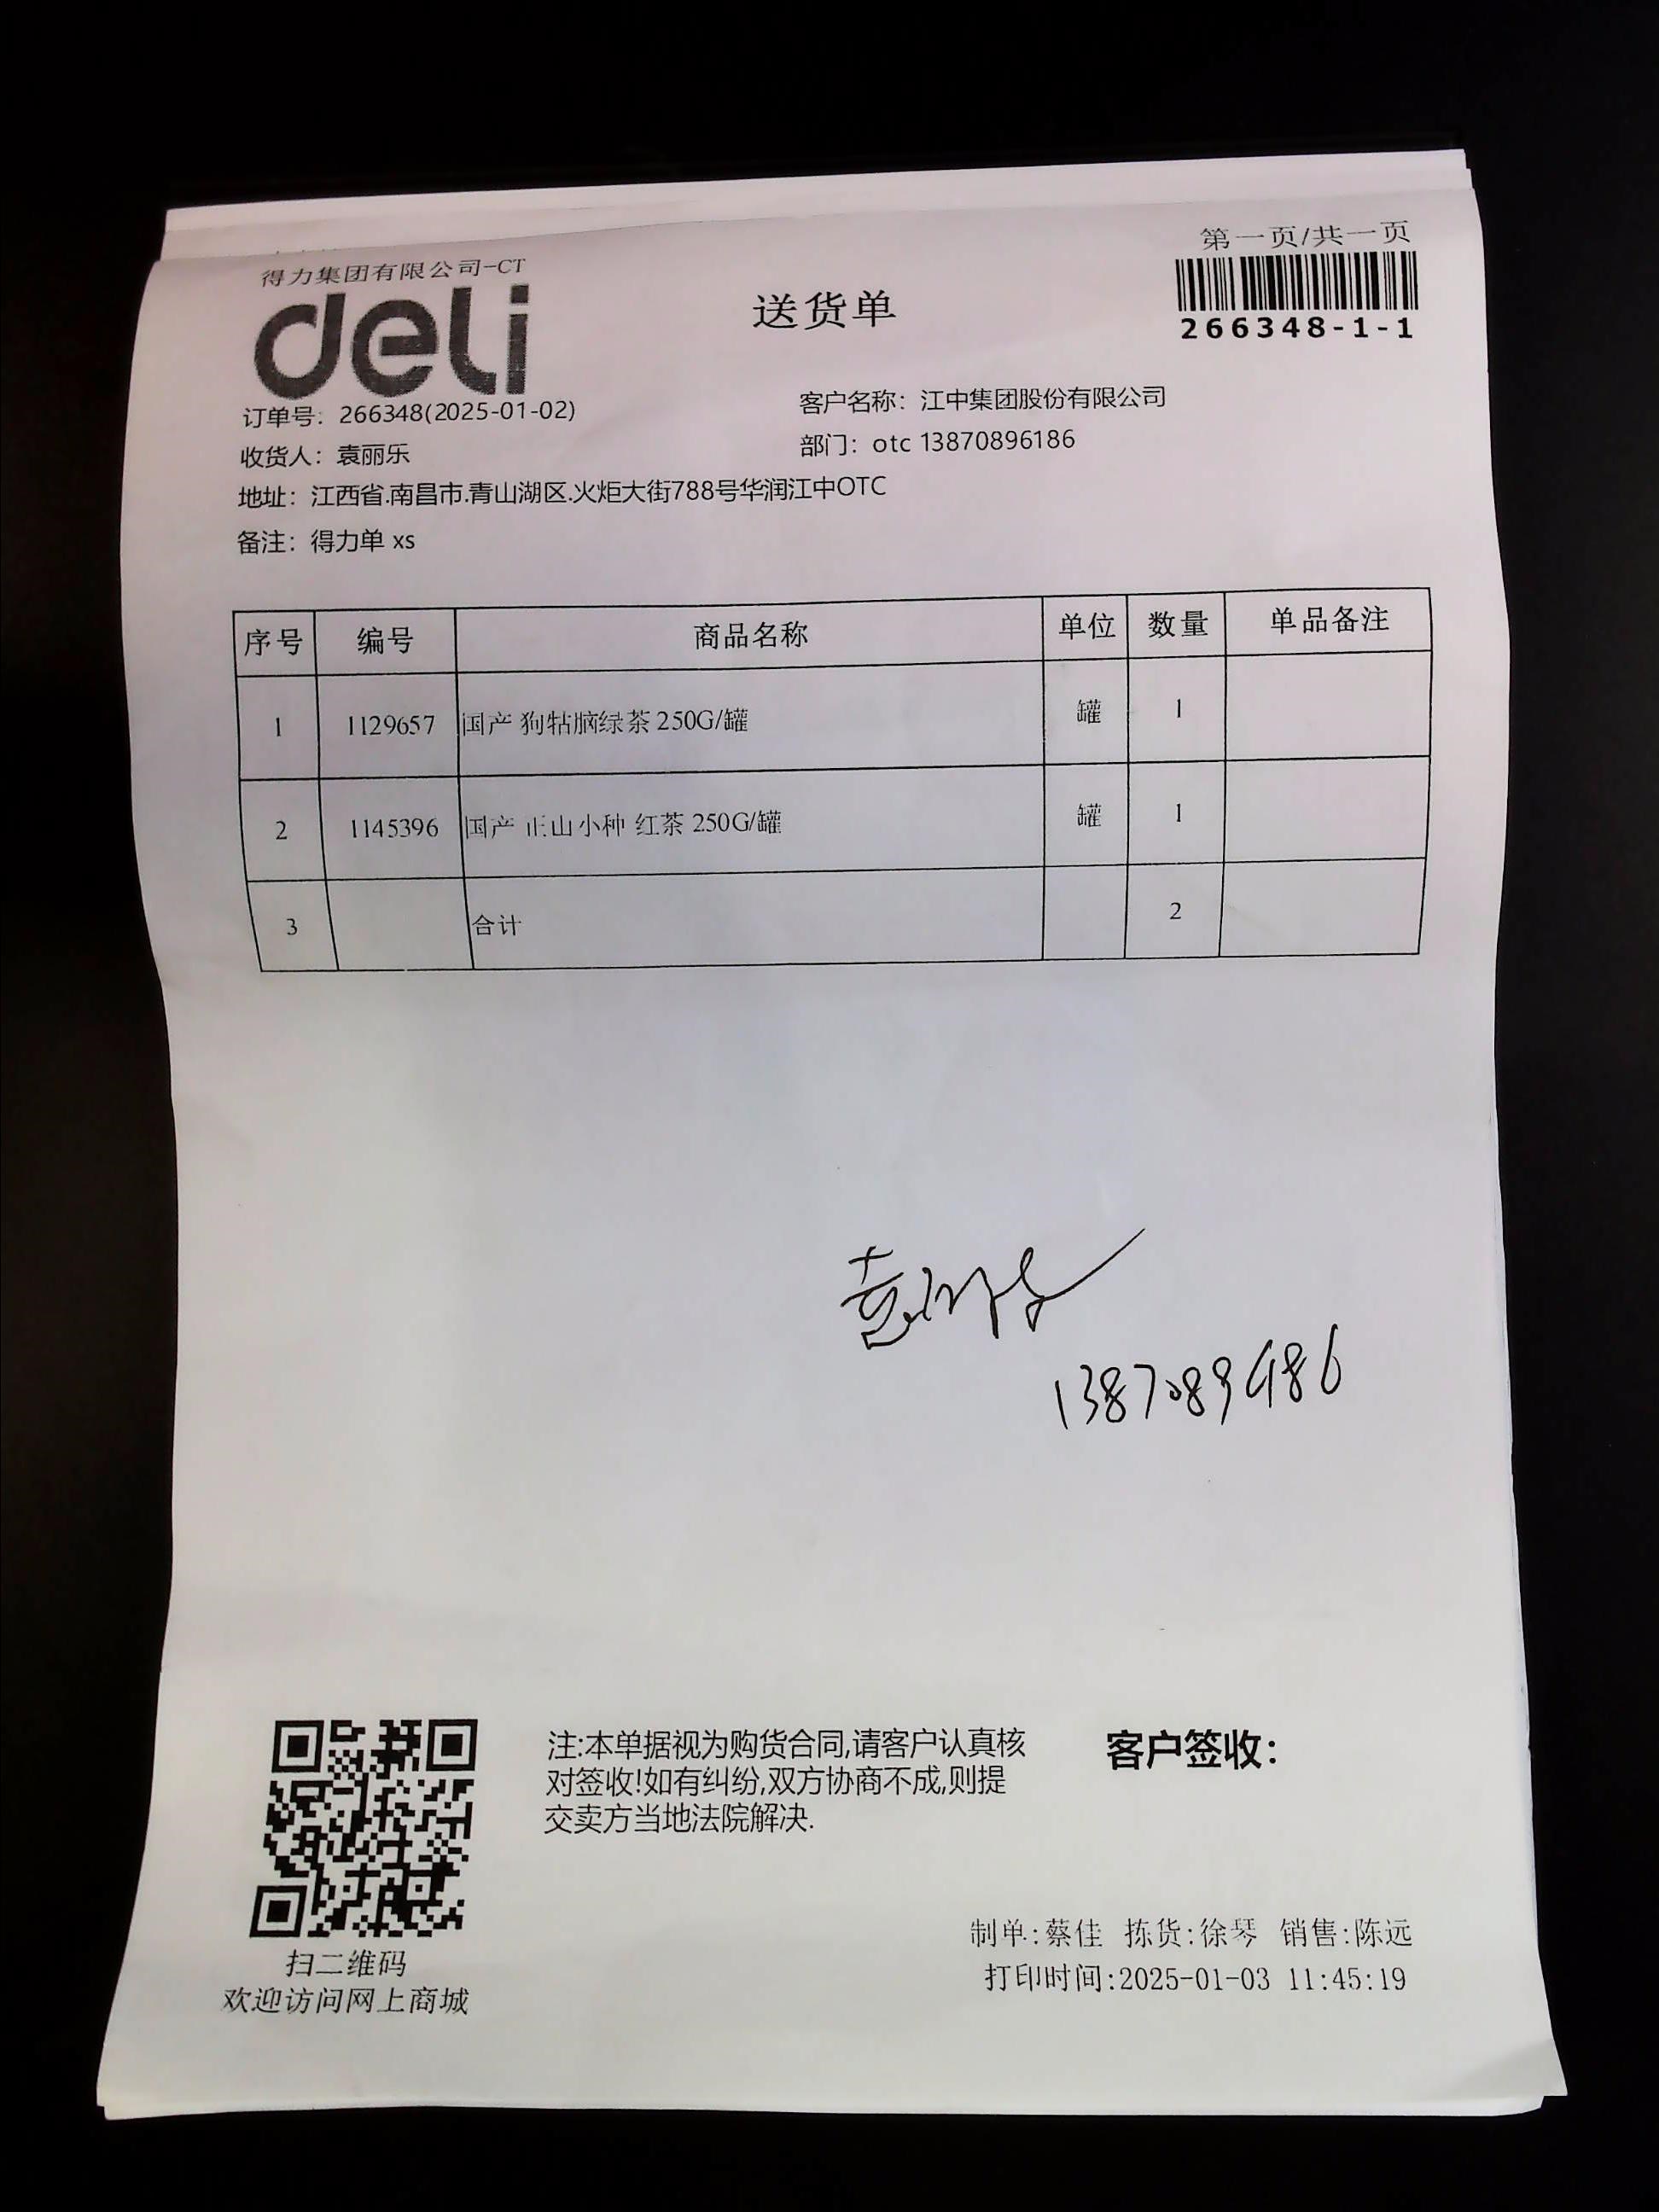 第一页/共一页
得力集团有限公司-CT
deli
送货单
266348-1-1
订单号：266348(2025-01-02)
客户名称：江中集团股份有限公司
收货人：袁丽乐
部门：otc 13870896186
地址：江西省.南昌市.青山湖区.火炬大街788号华润江中OTC
备注：得力单 xs
序号 编号 商品名称 单位 数量 单品备注
1 1129657 国产 狗牯脑绿茶 250G/罐 罐 1
2 1145396 国产 正山小种 红茶 250G/罐 罐 1
3 合计 2
袁丽乐
13870896186
注:本单据视为购货合同,请客户认真核
对签收!如有纠纷,双方协商不成,则提
交卖方当地法院解决.
客户签收：
扫二维码
欢迎访问网上商城
制单:蔡佳 拣货:徐琴 销售:陈远
打印时间:2025-01-03 11:45:19